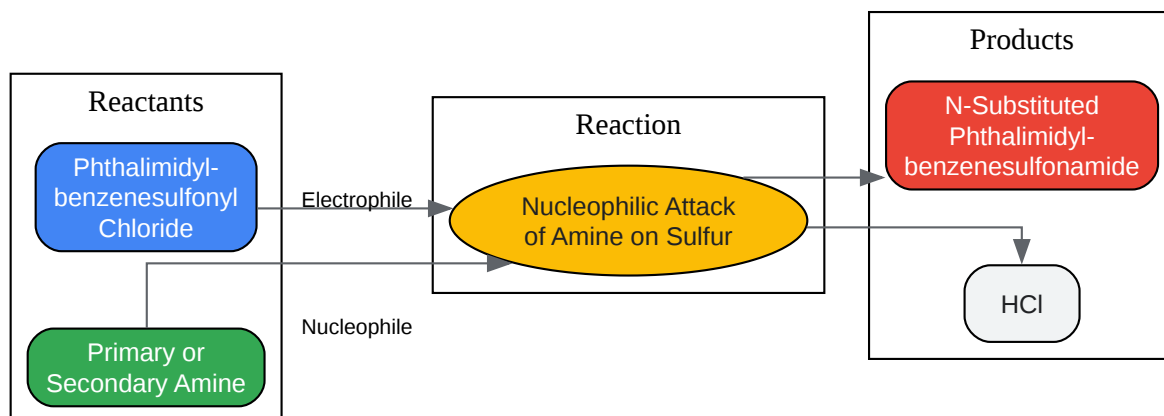 Reactants
Phthalimidyl-
benzenesulfonyl
Chloride
Primary or
Secondary Amine
Electrophile
Nucleophile
Reaction
Nucleophilic Attack
of Amine on Sulfur
Products
N-Substituted
Phthalimidyl-
benzenesulfonamide
HCl